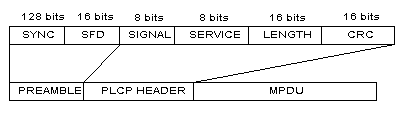 128 bits 16 bits 8 bits 8 bits 16 bits 16 bits
SYNC SFD SIGNAL SERVICE LENGTH CRC
PREAMBLE PLCP HEADER MPDU